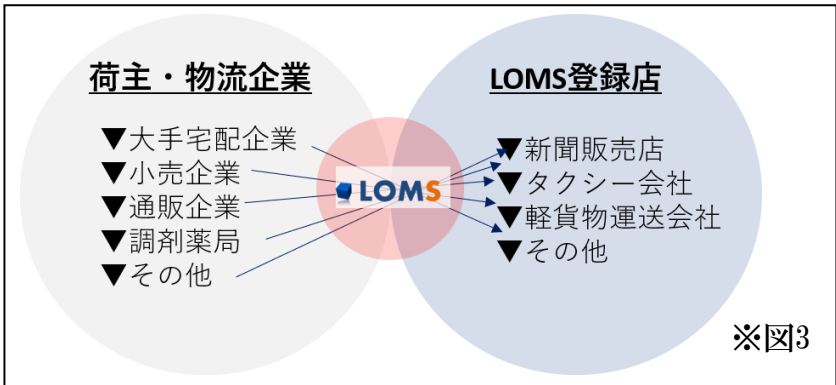 荷主・物流企業
▼大手宅配企業
▼小売企業
▼通販企業
▼調剤薬局
▼その他
LOMS
LOMS登録店
▼新聞販売店
▼タクシー会社
▼軽貨物運送会社
▼その他
※図3